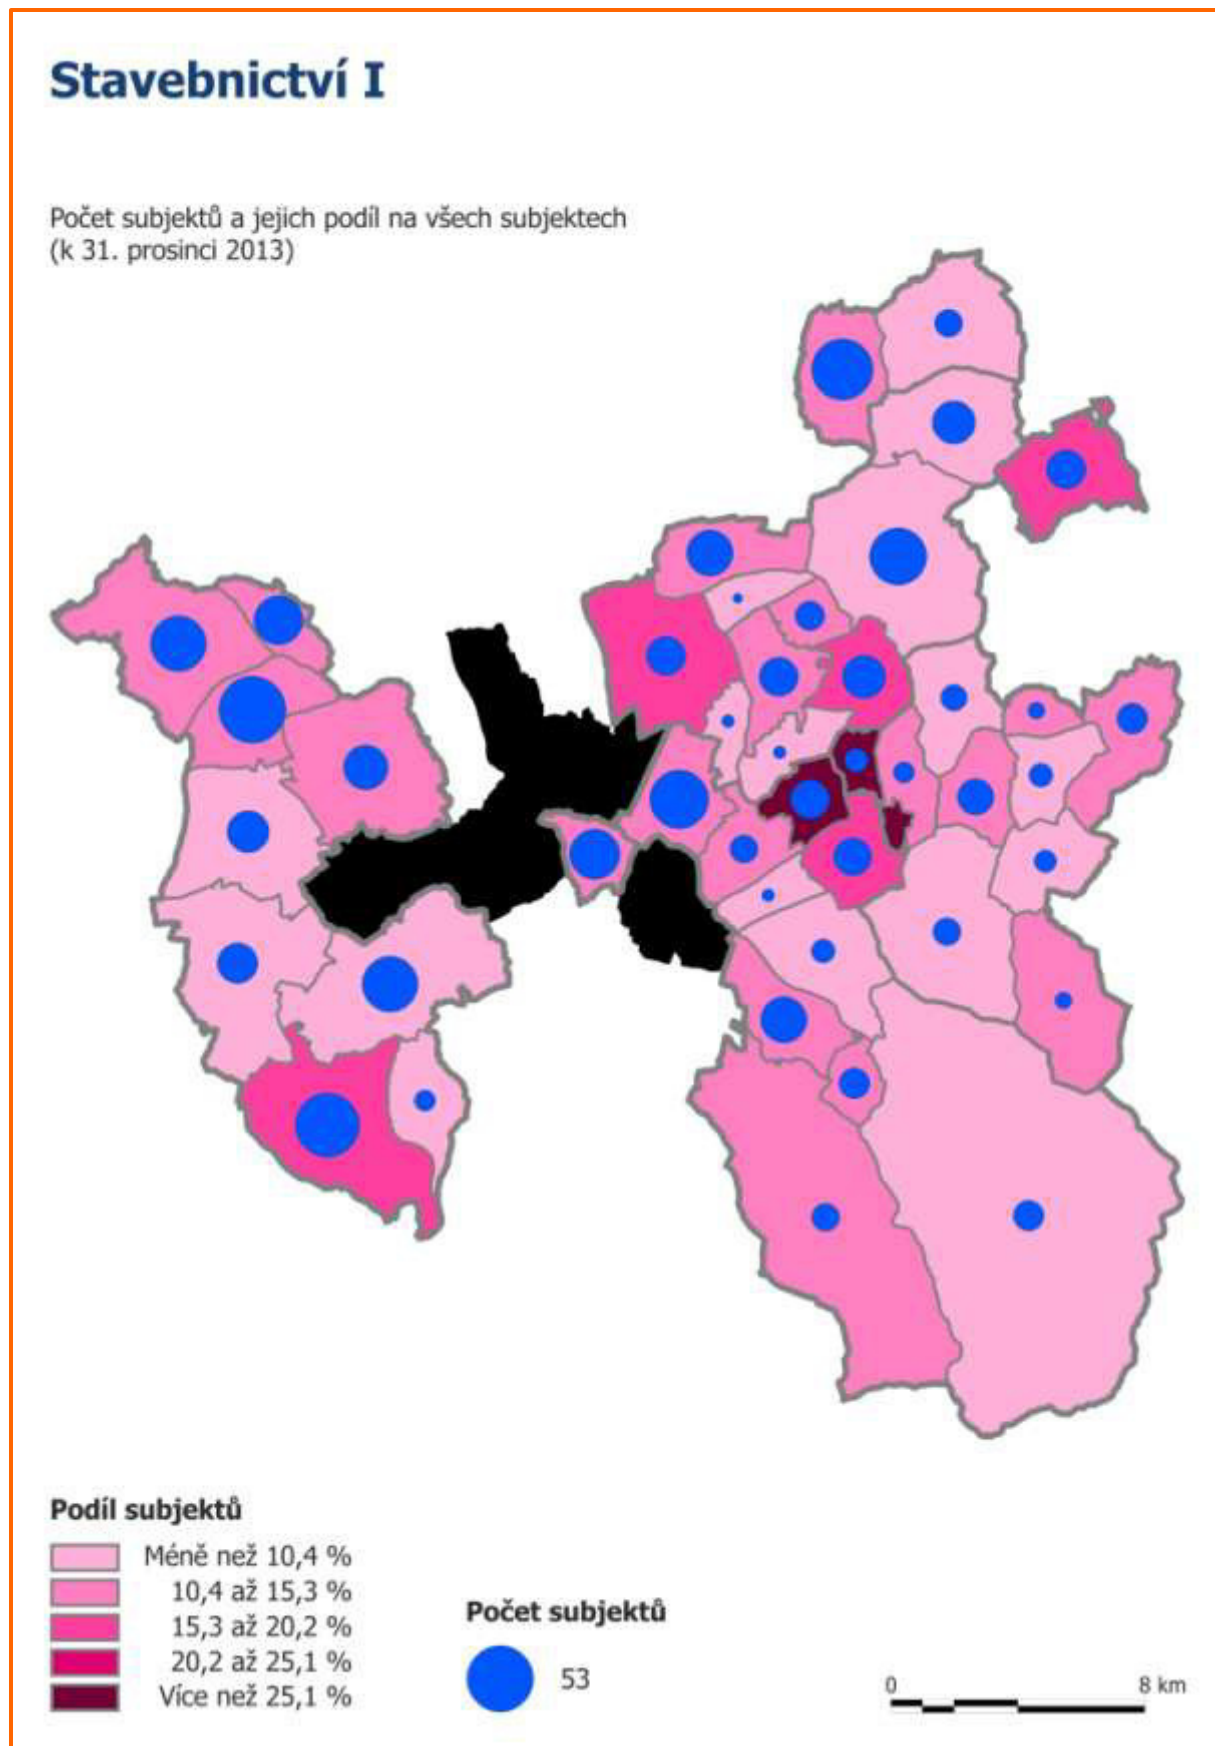 Stavebnictví I
Počet subjektů a jejich podíl na všech subjektech
(k 31. prosinci 2013)
Podíl subjektů
Méně než 10,4 %
10,4 až 15,3 %
15,3 až 20,2 %
20,2 až 25,1 %
Více než 25,1 %
Počet subjektů
53
0 8 km